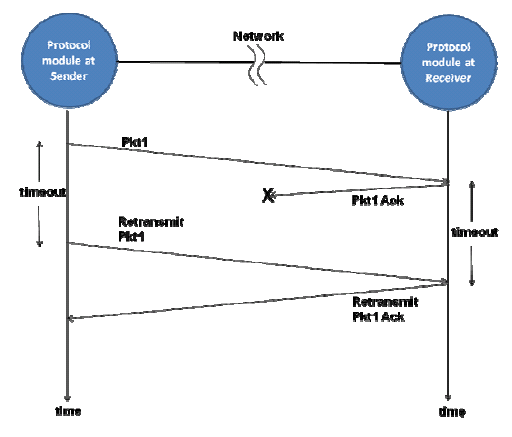 Network
Protocol
module at
Sender
Protocol
module at
Receiver
Pkt1
timeout
X
Pkt1 Ack
Retransmit
Pkt1
timeout
Retransmit
Pkt1 Ack
time
time